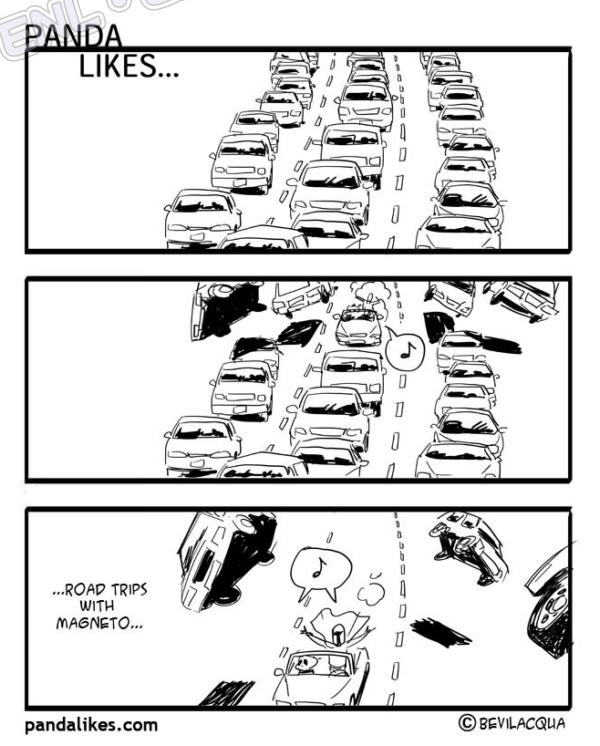 PANDA
LIKES...
...ROAD TRIPS
WITH
MAGNETO...
pandalikes.com
© BEVILACQUA